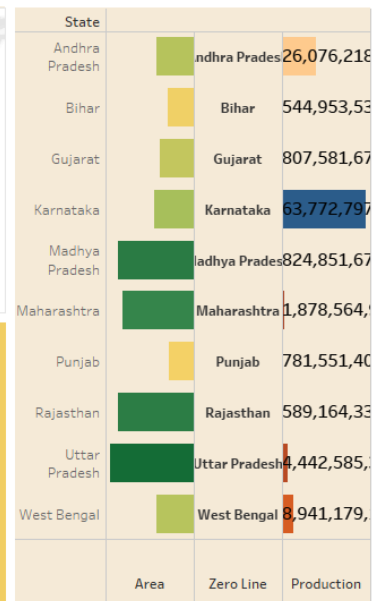 State
Andhra
Pradesh
ndhra Prades 26,076,218
Bihar Bihar 544,953,53
Gujarat Gujarat 807,581,67
Karnataka Karnataka 63,772,797
Madhya
Pradesh
adhya Prades 824,851,67
Maharashtra Maharashtra 1,878,564,
Punjab Punjab 781,551,40
Rajasthan Rajasthan 589,164,33
Uttar
Pradesh
Uttar Pradesh 4,442,585,
West Bengal West Bengal 8,941,179,
Area Zero Line Production